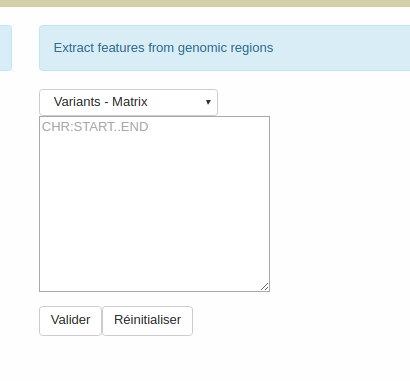 Extract features from genomic regions
Variants - Matrix
CHR:START..END
Valider
Réinitialiser